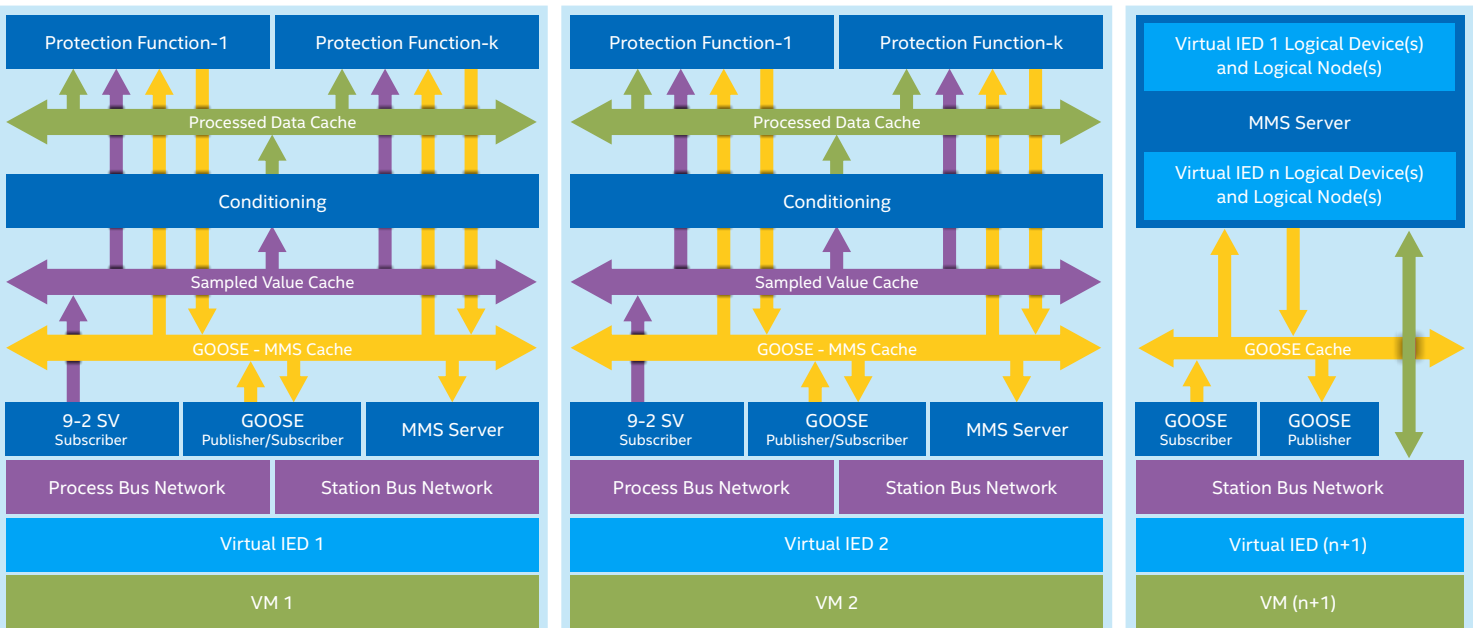 Protection Function-1
Protection Function-k
Processed Data Cache
Conditioning
Sampled Value Cache
GOOSE - MMS Cache
9-2 SV
Subscriber
GOOSE
Publisher/Subscriber
MMS Server
Process Bus Network
Station Bus Network
Virtual IED 1
VM 1
Protection Function-1
Protection Function-k
Processed Data Cache
Conditioning
Sampled Value Cache
GOOSE - MMS Cache
9-2 SV
Subscriber
GOOSE
Publisher/Subscriber
MMS Server
Process Bus Network
Station Bus Network
Virtual IED 2
VM 2
Virtual IED 1 Logical Device(s)
and Logical Node(s)
MMS Server
Virtual IED n Logical Device(s)
and Logical Node(s)
GOOSE Cache
GOOSE
Subscriber
GOOSE
Publisher
Station Bus Network
Virtual IED (n+1)
VM (n+1)